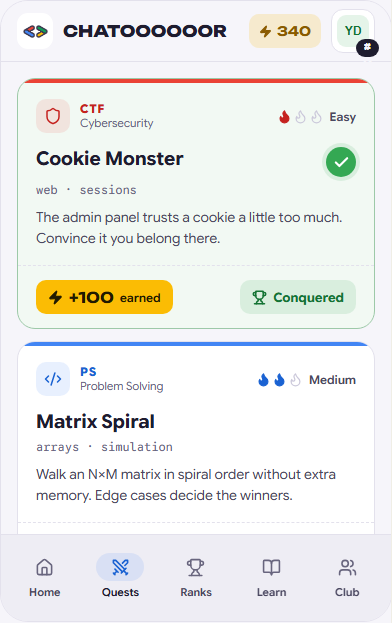 CHATOOOOOOR
340
YD
#
CTF
Cybersecurity
Easy
Cookie Monster
web · sessions
The admin panel trusts a cookie a little too much.
Convince it you belong there.
+100 earned
Conquered
PS
Problem Solving
Medium
Matrix Spiral
arrays · simulation
Walk an N×M matrix in spiral order without extra
memory. Edge cases decide the winners.
Home
Quests
Ranks
Learn
Club